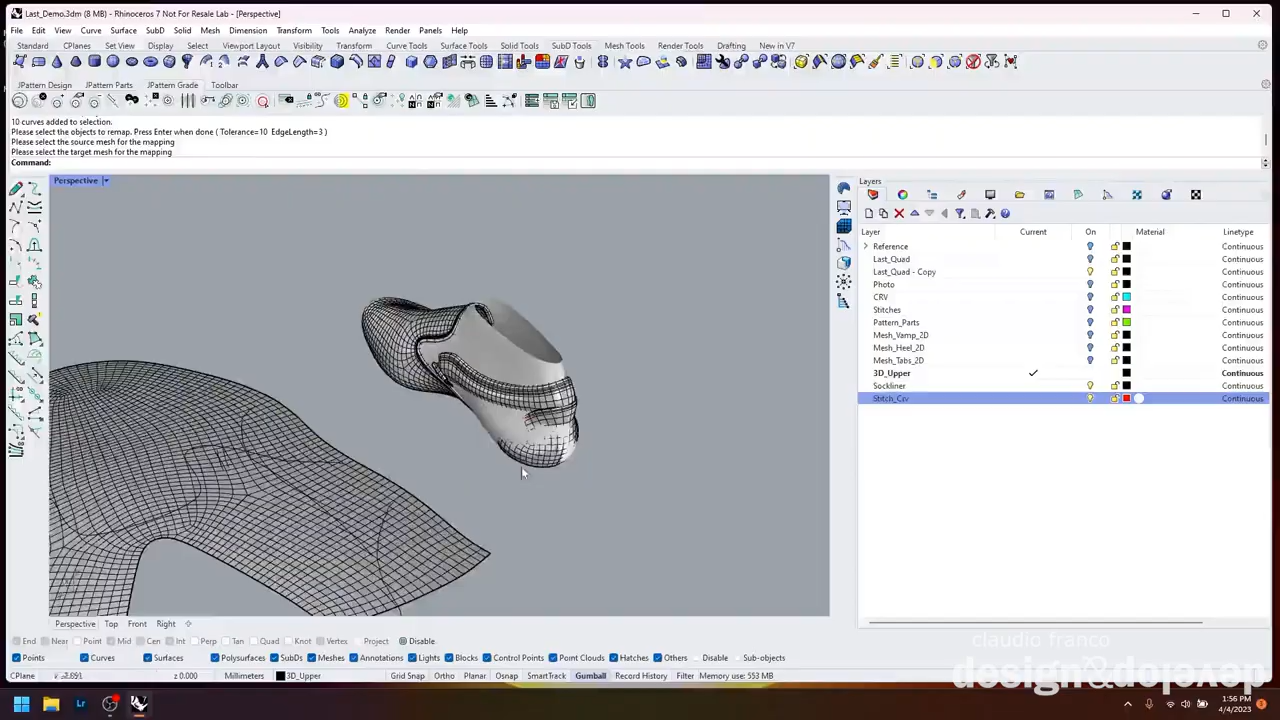 Last_Demo.3dm (8 MB) - Rhinoceros 7 Not For Resale Lab - [Perspective]
File Edit View Curve Surface SubD Solid Mesh Dimension Transform Tools Analyze Render Panels Help
Standard CPlanes Set View Display Select Viewport Layout Visibility Transform Curve Tools Surface Tools Solid Tools SubD Tools Mesh Tools Render Tools Drafting New in V7
JPattern Design JPattern Parts JPattern Grade Toolbar
10 curves added to selection.
Please select the objects to remap. Press Enter when done ( Tolerance=10 EdgeLength=3 )
Please select the source mesh for the mapping
Please select the target mesh for the mapping
Command:
Perspective
Layers
Layer Current On Material Linetype
Reference Continuous
Last_Quad Continuous
Last_Quad - Copy Continuous
Photo Continuous
CRV Continuous
Stitches Continuous
Pattern_Parts Continuous
Mesh_Vamp_2D Continuous
Mesh_Heel_2D Continuous
Mesh_Tabs_2D Continuous
3D_Upper Continuous
Sockliner Continuous
Stitch_Crv Continuous
Perspective Top Front Right
End Near Point Mid Cen Int Perp Tan Quad Knot Vertex Project Disable
Points Curves Surfaces Polysurfaces SubDs Meshes Annotations Lights Blocks Control Points Point Clouds Hatches Others Disable Sub-objects
CPlane z 0.000 Millimeters 3D_Upper Grid Snap Ortho Planar Osnap SmartTrack Gumball Record History Filter Memory use: 553 MB
claudio franco
design@develop
1:56 PM
4/4/2023